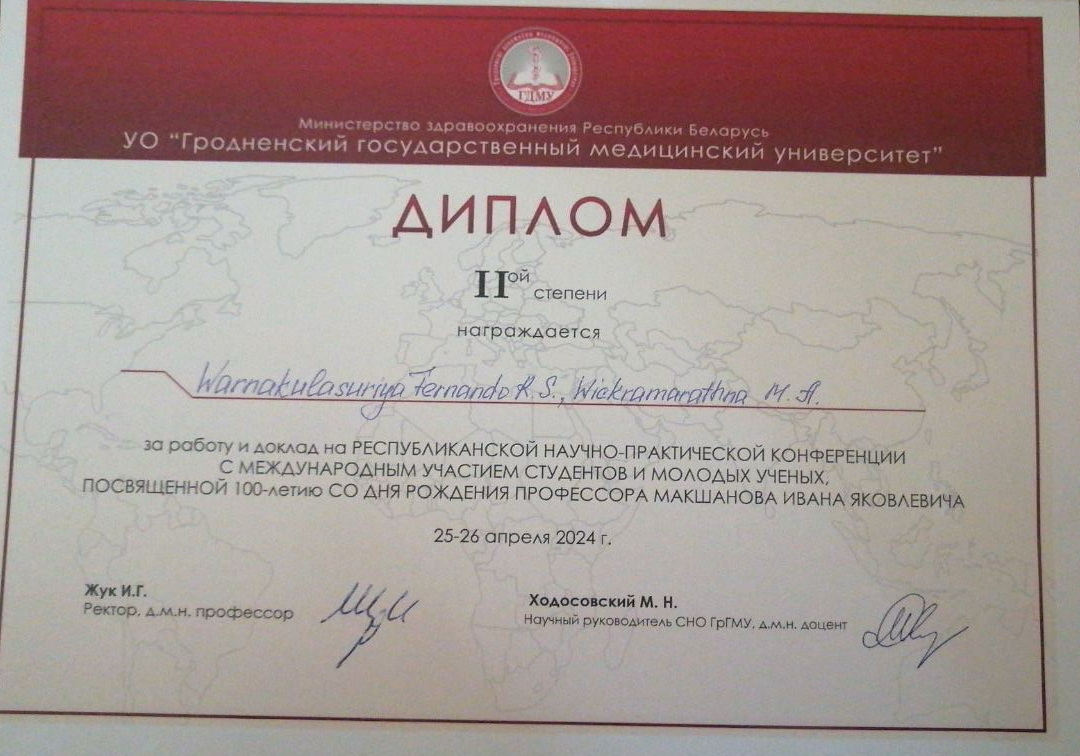 ГДМУ
Министерство здравоохранения Республики Беларусь
УО “Гродненский государственный медицинский университет”
ДИПЛОМ
IIой степени
награждается
Warnakulasuriya Fernando R. S., Wickramarathna M. A.
за работу и доклад на РЕСПУБЛИКАНСКОЙ НАУЧНО-ПРАКТИЧЕСКОЙ КОНФЕРЕНЦИИ
С МЕЖДУНАРОДНЫМ УЧАСТИЕМ СТУДЕНТОВ И МОЛОДЫХ УЧЕНЫХ,
ПОСВЯЩЕННОЙ 100-летию СО ДНЯ РОЖДЕНИЯ ПРОФЕССОРА МАКШАНОВА ИВАНА ЯКОВЛЕВИЧА
25-26 апреля 2024 г.
Жук И.Г.
Ректор, д.м.н. профессор
Ходосовский М. Н.
Научный руководитель СНО ГрГМУ, д.м.н. доцент